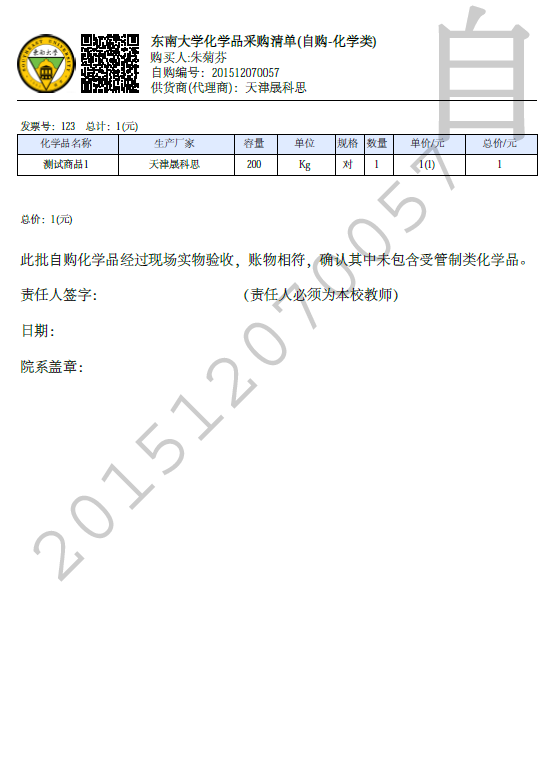 东南大学化学品采购清单(自购-化学类)
购买人:朱菊芬
自购编号: 201512070057
供货商(代理商): 天津晟科思
SOUTHEAST UNIVERSITY
東南大学
自
发票号: 123 总计: 1(元)
化学品名称 生产厂家 容量 单位 规格 数量 单价/元 总价/元
测试商品1 天津晟科思 200 Kg 对 1 1(1) 1
总价: 1(元)
此批自购化学品经过现场实物验收，账物相符，确认其中未包含受管制类化学品。
责任人签字: (责任人必须为本校教师)
日期:
院系盖章:
201512070057